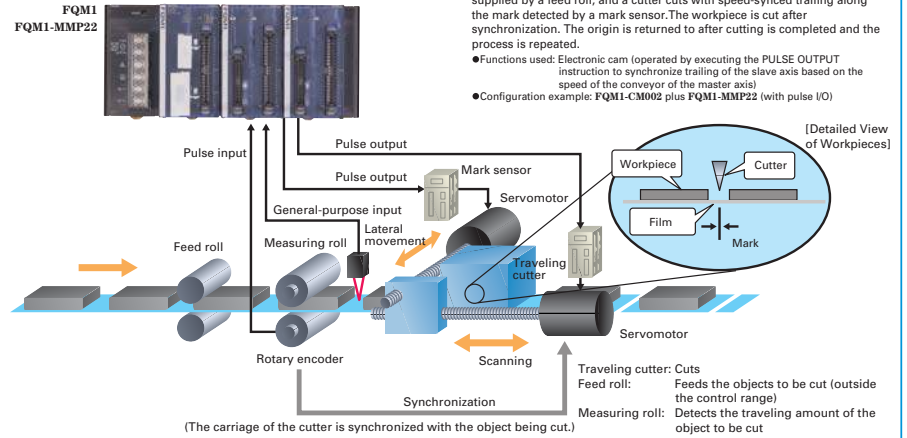 FQM1
FQM1-MMP22
supplied by a feed roll, and a cutter cuts with speed-synced trailing along
the mark detected by a mark sensor.The workpiece is cut after
synchronization. The origin is returned to after cutting is completed and the
process is repeated.
●Functions used: Electronic cam (operated by executing the PULSE OUTPUT
instruction to synchronize trailing of the slave axis based on the
speed of the conveyor of the master axis)
●Configuration example: FQM1-CM002 plus FQM1-MMP22 (with pulse I/O)
[Detailed View
of Workpieces]
Workpiece
Cutter
Film
Mark
Pulse input
Pulse output
Pulse output
Mark sensor
General-purpose input
Servomotor
Lateral
movement
Feed roll
Measuring roll
Traveling
cutter
Servomotor
Rotary encoder
Scanning
Synchronization
(The carriage of the cutter is synchronized with the object being cut.)
Traveling cutter: Cuts
Feed roll: Feeds the objects to be cut (outside
the control range)
Measuring roll: Detects the traveling amount of the
object to be cut